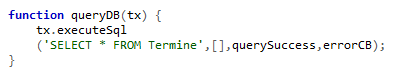 function queryDB(tx) {
    tx.executeSql
    ('SELECT * FROM Termine',[],querySuccess,errorCB);
}